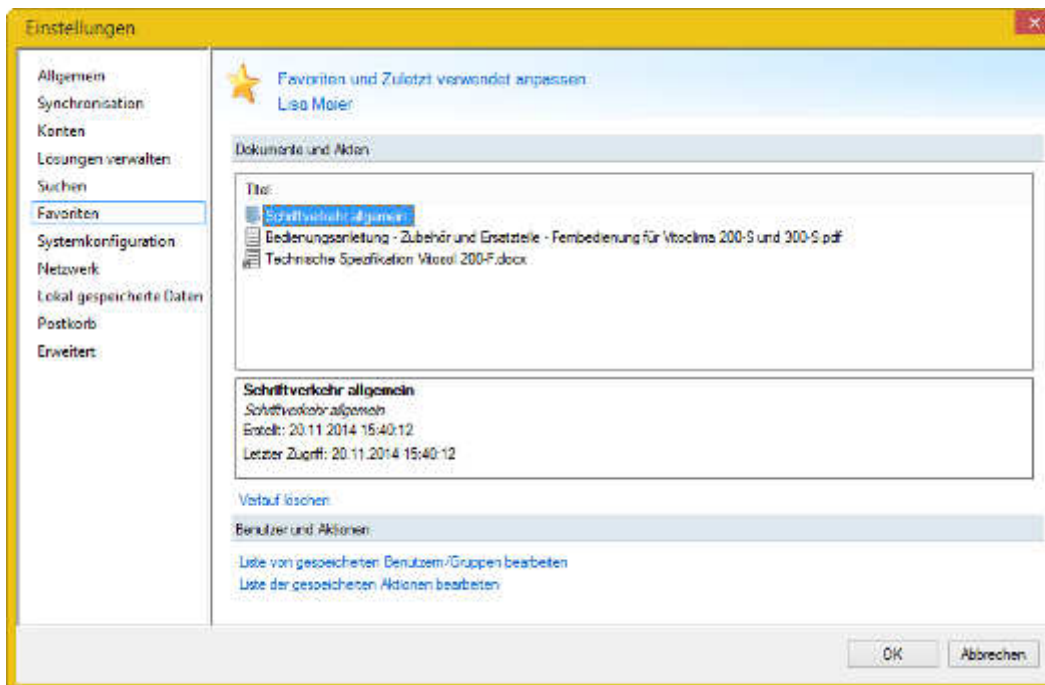 Einstellungen
Allgemein
Synchronisation
Konten
Lösungen verwalten
Suchen
Favoriten
Systemkonfiguration
Netzwerk
Lokal gespeicherte Daten
Postkorb
Erweitert
Favoriten und Zuletzt verwendet anpassen
Lisa Maier
Dokumente und Akten
Titel
Schriftverkehr allgemein
Bedienungsanleitung - Zubehör und Ersatzteile - Fernbedienung für Vitoclima 200-S und 300-S.pdf
Technische Spezifikation Vitosol 200-F.docx
Schriftverkehr allgemein
Schriftverkehr allgemein
Erstellt: 20.11.2014 15:40:12
Letzter Zugriff: 20.11.2014 15:40:12
Verlauf löschen
Benutzer und Aktionen
Liste von gespeicherten Benutzern/Gruppen bearbeiten
Liste der gespeicherten Aktionen bearbeiten
OK
Abbrechen